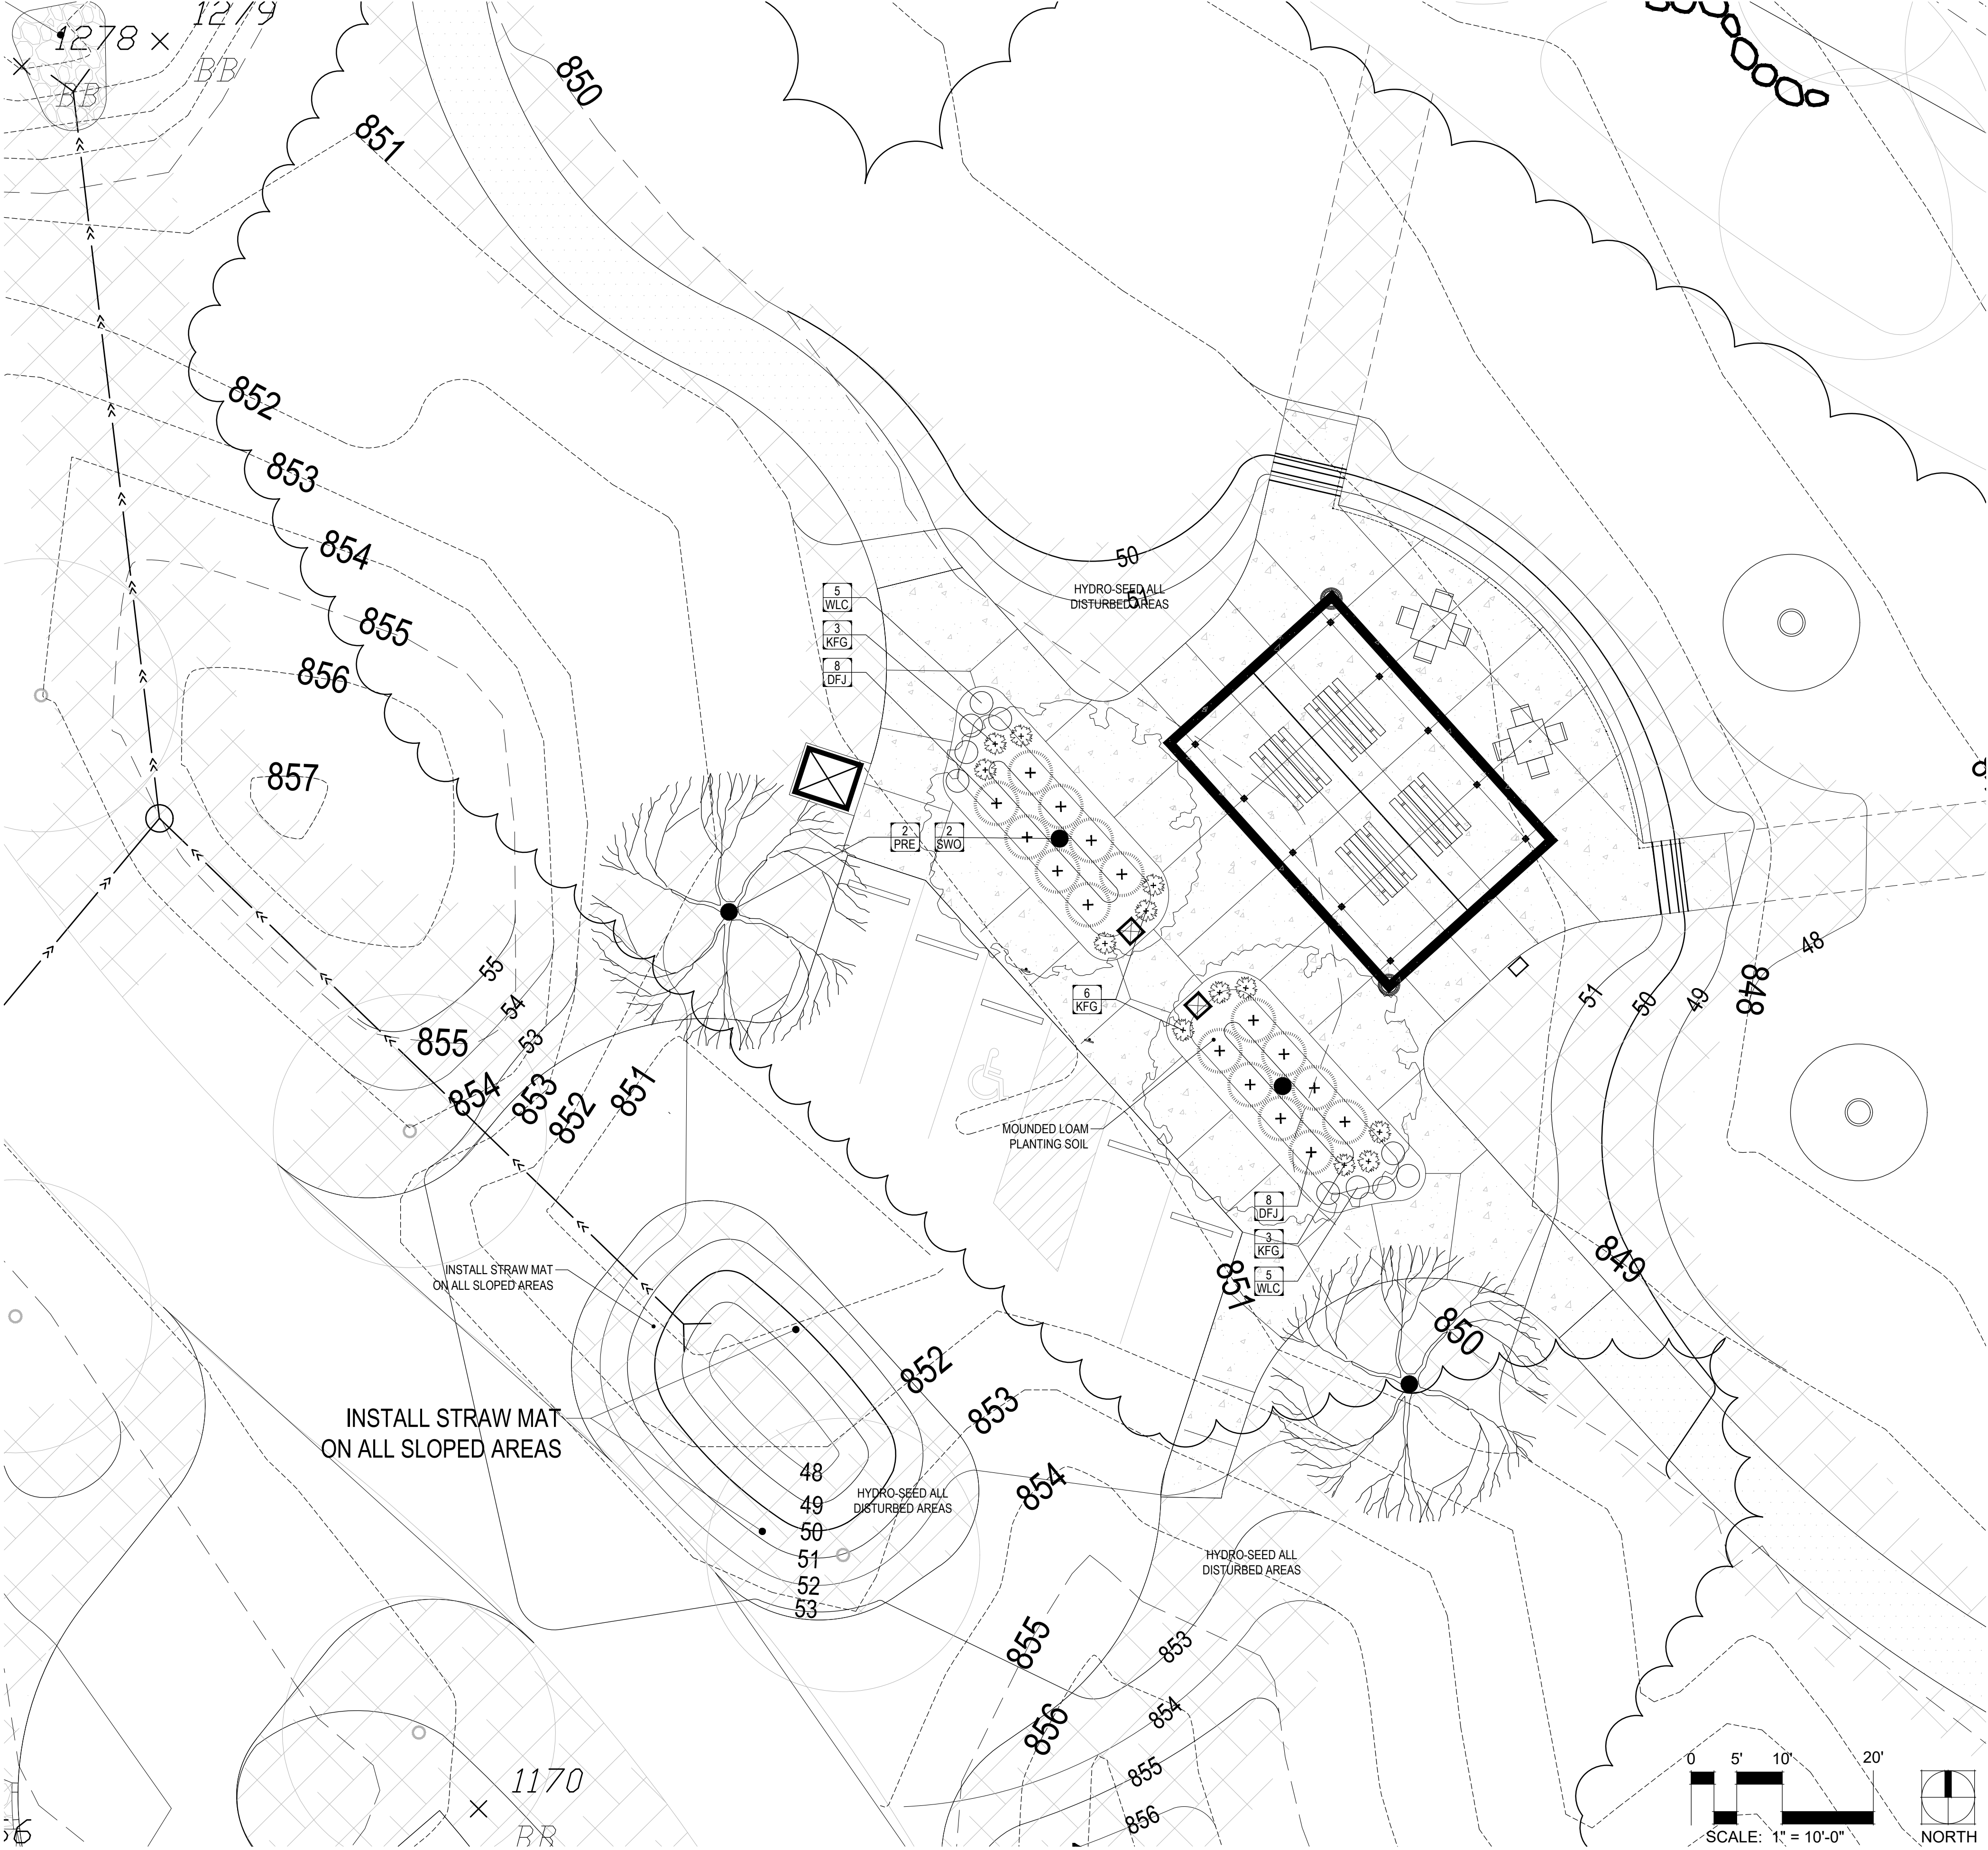 1279
1278
BB
BB
850
851
852
853
854
855
856
857
50
HYDRO-SEED ALL
DISTURBED AREAS
51
5
WLC
3
KFG
8
DFJ
2
PRE
2
SWO
6
KFG
MOUNDED LOAM
PLANTING SOIL
8
DFJ
3
KFG
5
WLC
55
54
53
855
854
853
852
851
51
50
49
848
48
849
850
851
INSTALL STRAW MAT
ON ALL SLOPED AREAS
INSTALL STRAW MAT
ON ALL SLOPED AREAS
852
853
854
855
856
48
49
50
51
52
53
HYDRO-SEED ALL
DISTURBED AREAS
HYDRO-SEED ALL
DISTURBED AREAS
853
854
855
856
1170
BB
0 5' 10' 20'
SCALE: 1" = 10'-0"
NORTH